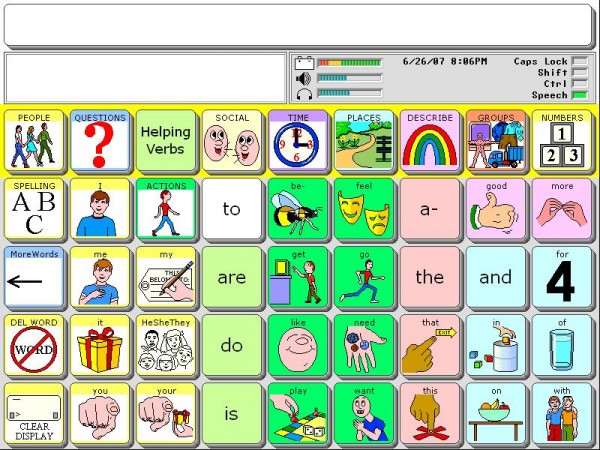 6/26/07 8:06PM
Caps Lock
Shift
Ctrl
Speech
PEOPLE QUESTIONS Helping Verbs SOCIAL TIME PLACES DESCRIBE GROUPS NUMBERS
12
1
2 3
SPELLING I ACTIONS to be- feel a- good more
A B
C
MoreWords me my are get go the and for
THIS
BELONGS TO:
4
DEL WORD it HeSheThey do like need that in of
WORD
EXIT
CLEAR DISPLAY you your is play want this on with